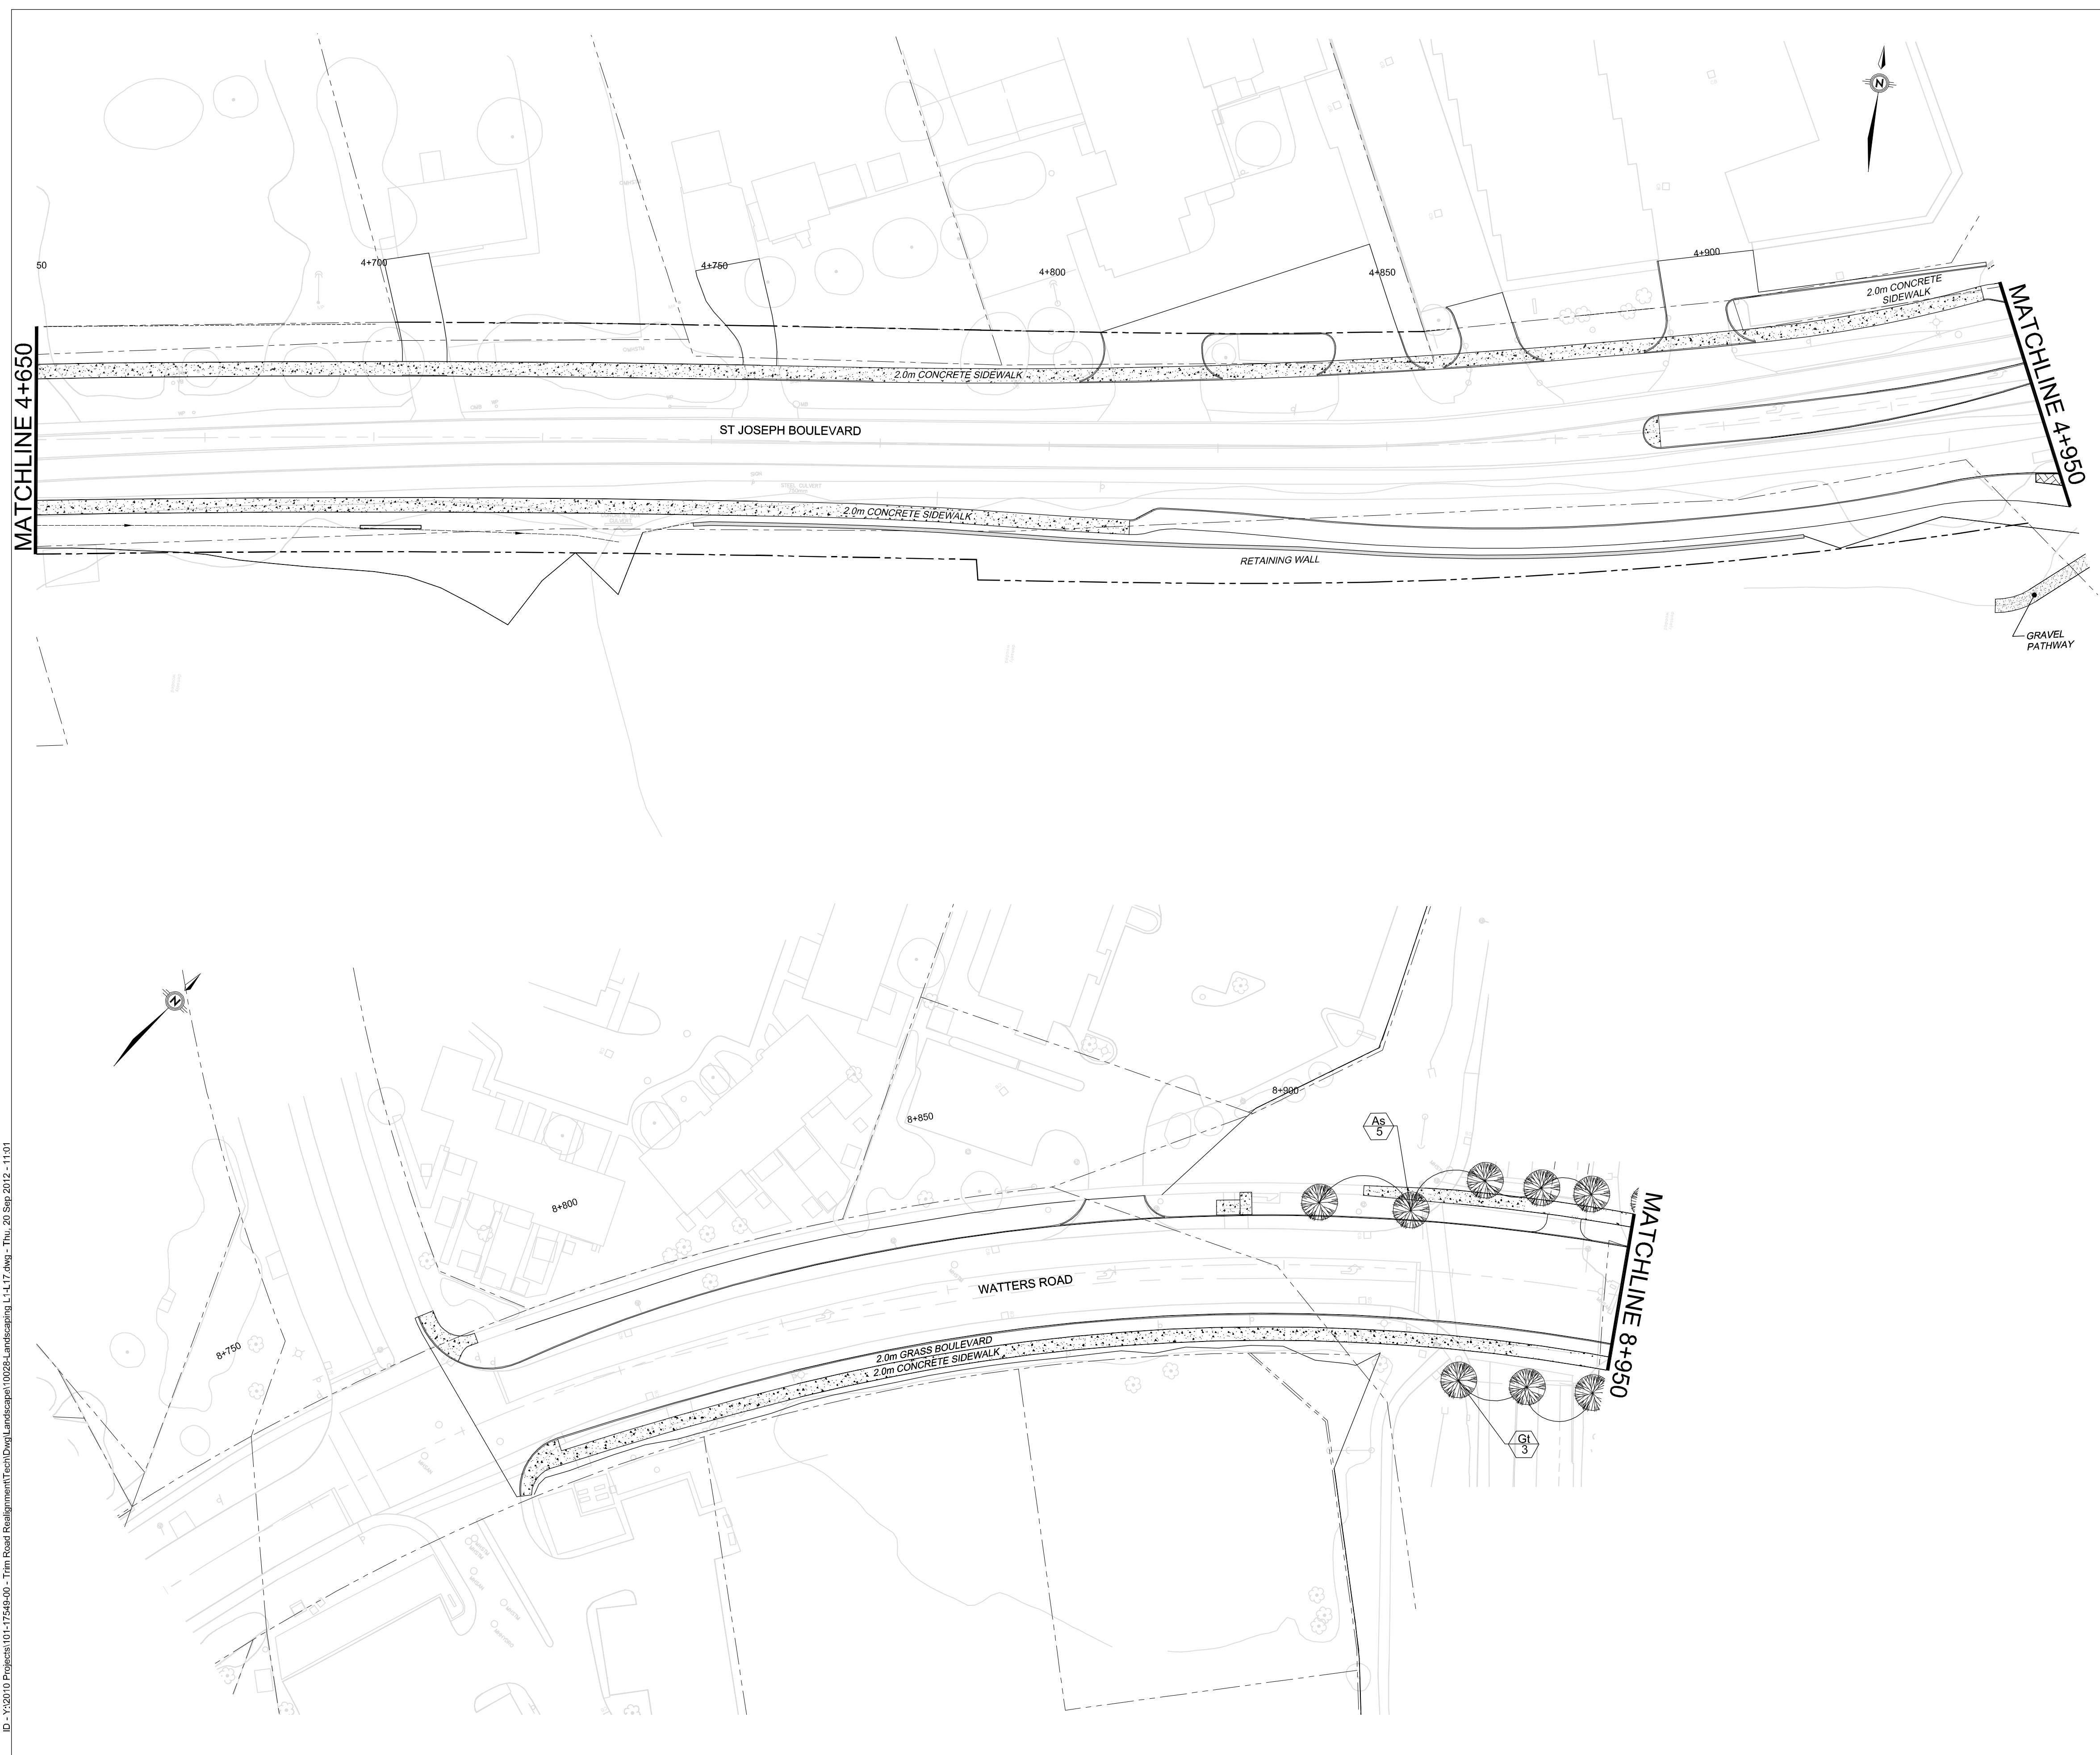 N
50
4+700
4+750
4+800
4+850
4+900
2.0m CONCRETE
SIDEWALK
MATCHLINE 4+650
MATCHLINE 4+950
2.0m CONCRETE SIDEWALK
ST JOSEPH BOULEVARD
STEEL CULVERT
2.0m CONCRETE SIDEWALK
CULVERT
RETAINING WALL
GRAVEL
PATHWAY
N
8+750
8+800
8+850
8+900
As
5
WATTERS ROAD
MATCHLINE 8+950
2.0m GRASS BOULEVARD
2.0m CONCRETE SIDEWALK
Gt
3
ID - Y:\2010 Projects\101-17549-00 - Trim Road Realignment\Tech\Dwg\Landscape\10028-Landscaping L1-L17.dwg - Thu, 20 Sep 2012 - 11:01